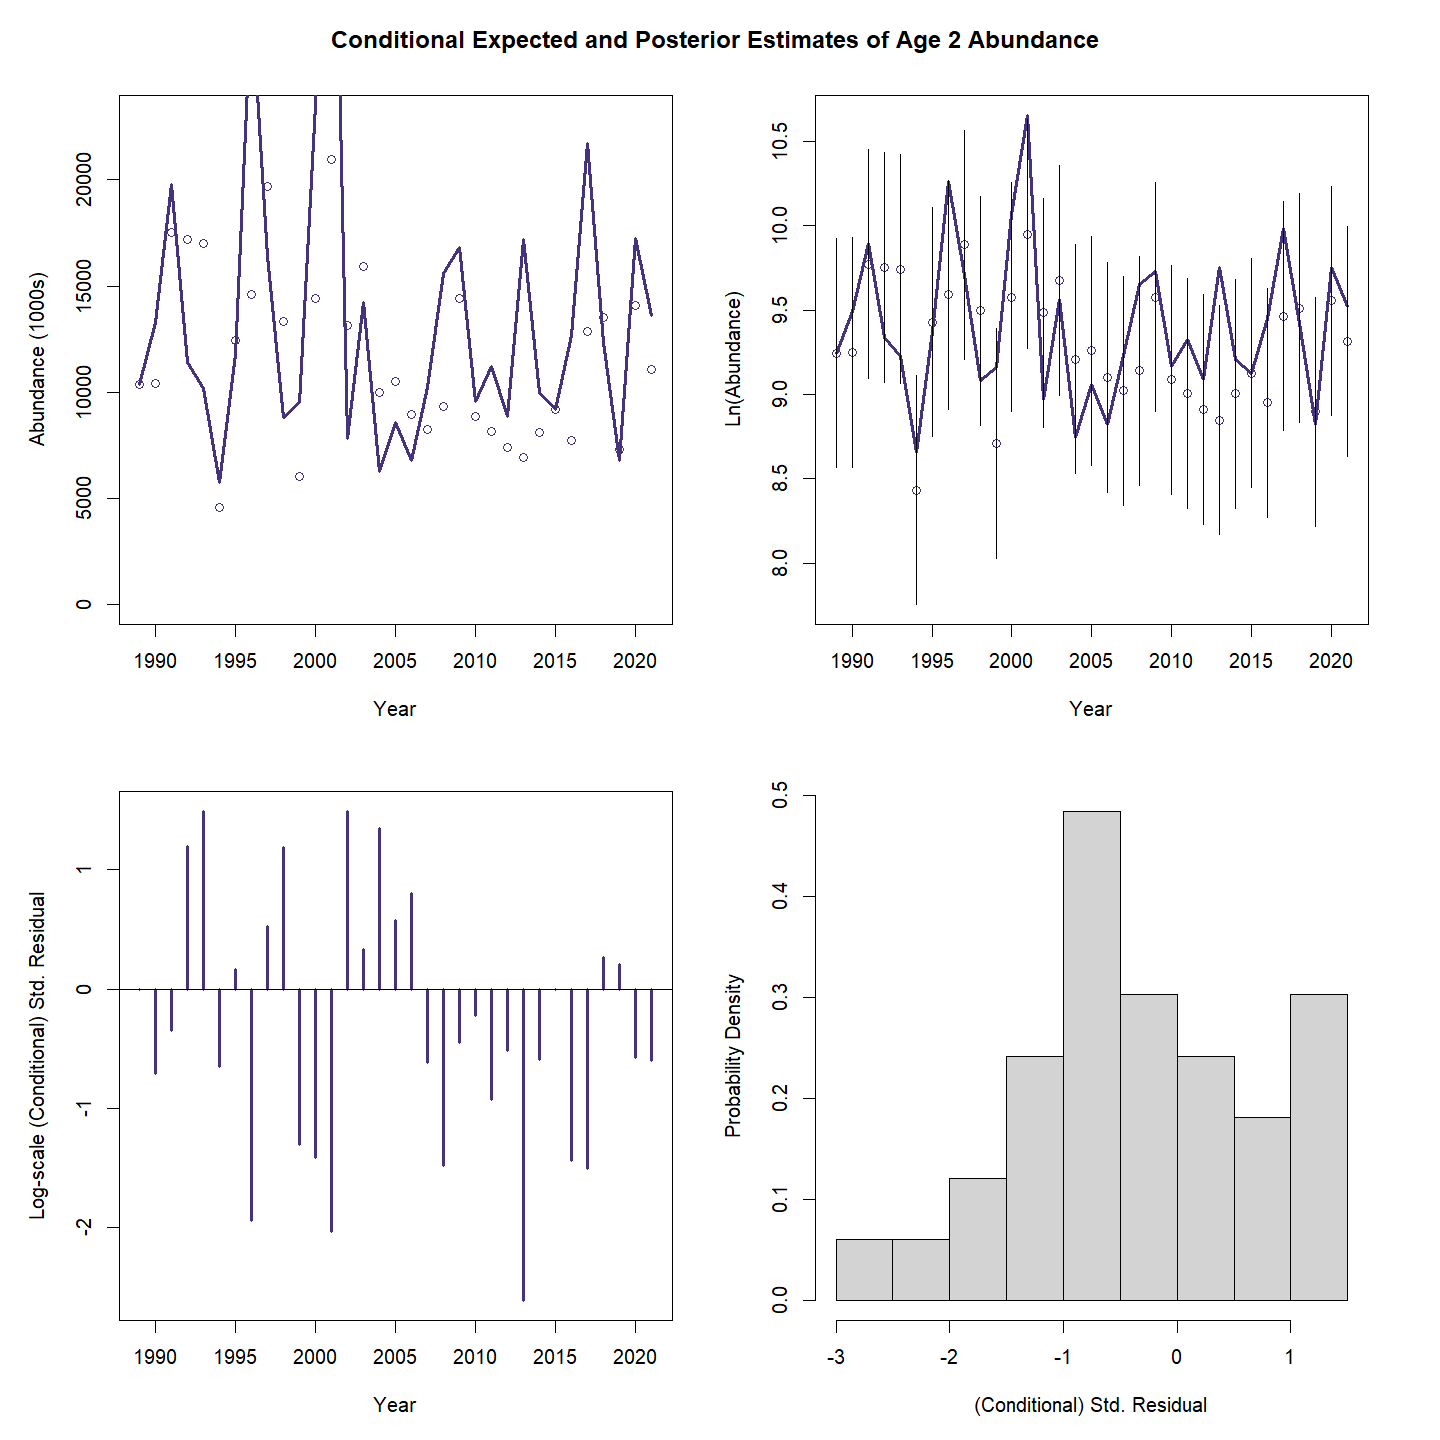 Conditional Expected and Posterior Estimates of Age 2 Abundance
Abundance (1000s)
20000
15000
10000
5000
0
1990 1995 2000 2005 2010 2015 2020
Year
Ln(Abundance)
10.5
10.0
9.5
9.0
8.5
8.0
1990 1995 2000 2005 2010 2015 2020
Year
Log-scale (Conditional) Std. Residual
1
0
-1
-2
1990 1995 2000 2005 2010 2015 2020
Year
Probability Density
0.5
0.4
0.3
0.2
0.1
0.0
-3 -2 -1 0 1
(Conditional) Std. Residual